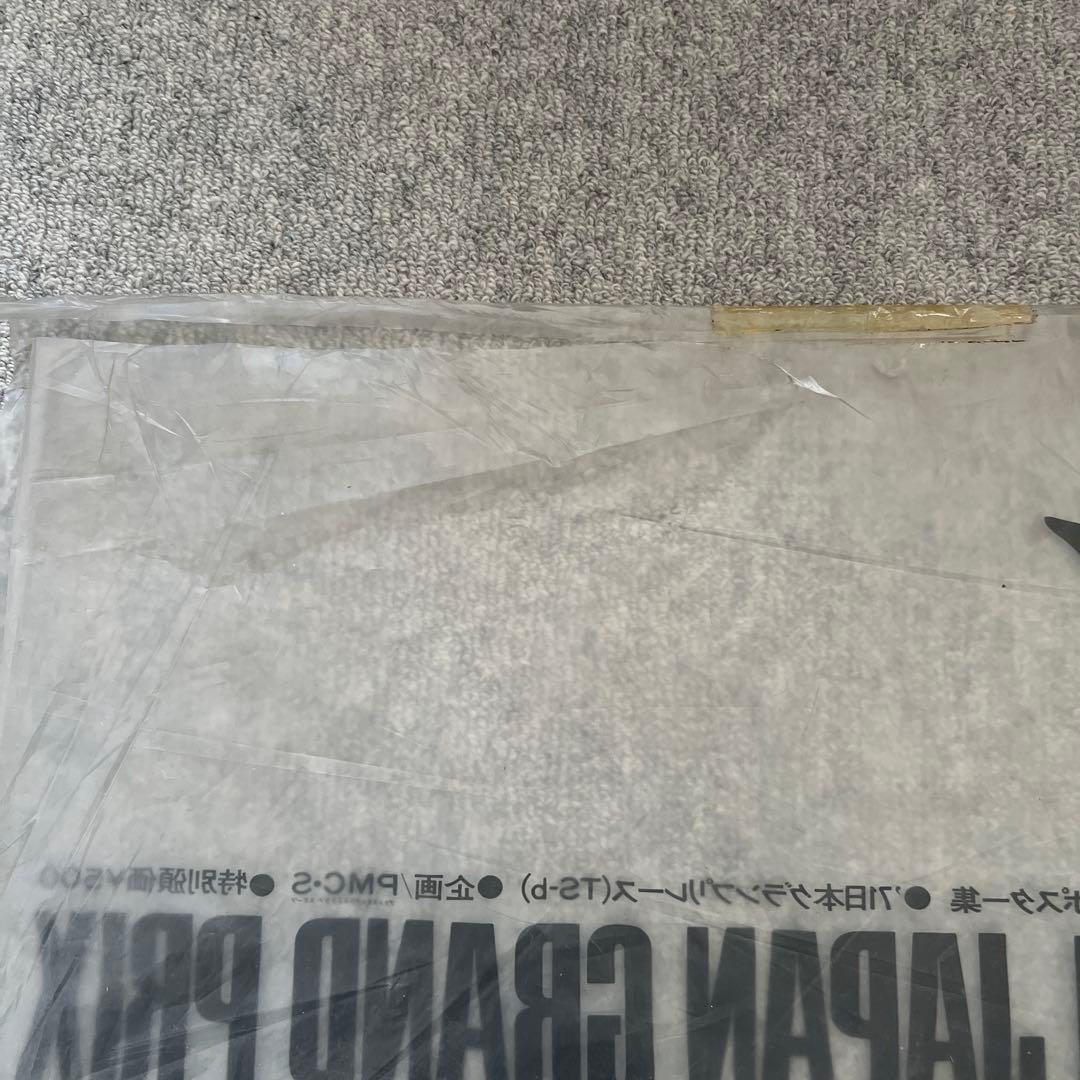 ポスター集 ●'71日本グランプリレース(TS-b) ●企画/PMC・S ●特別頒価¥500
JAPAN GRAND PRIX